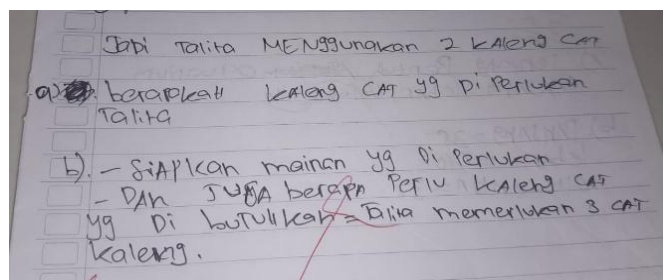 Jadi Talita MENggunakan 2 kAleng CAT
a). berapkah kaleng CAT yg Di Perlukan
Talita
b). - SiAPkan mainan yg Di Perlukan
- DAN JUGA berapa Perlu kAleng CAT
yg Di buTuhkan = Talita memerlukan 3 CAT
kaleng.